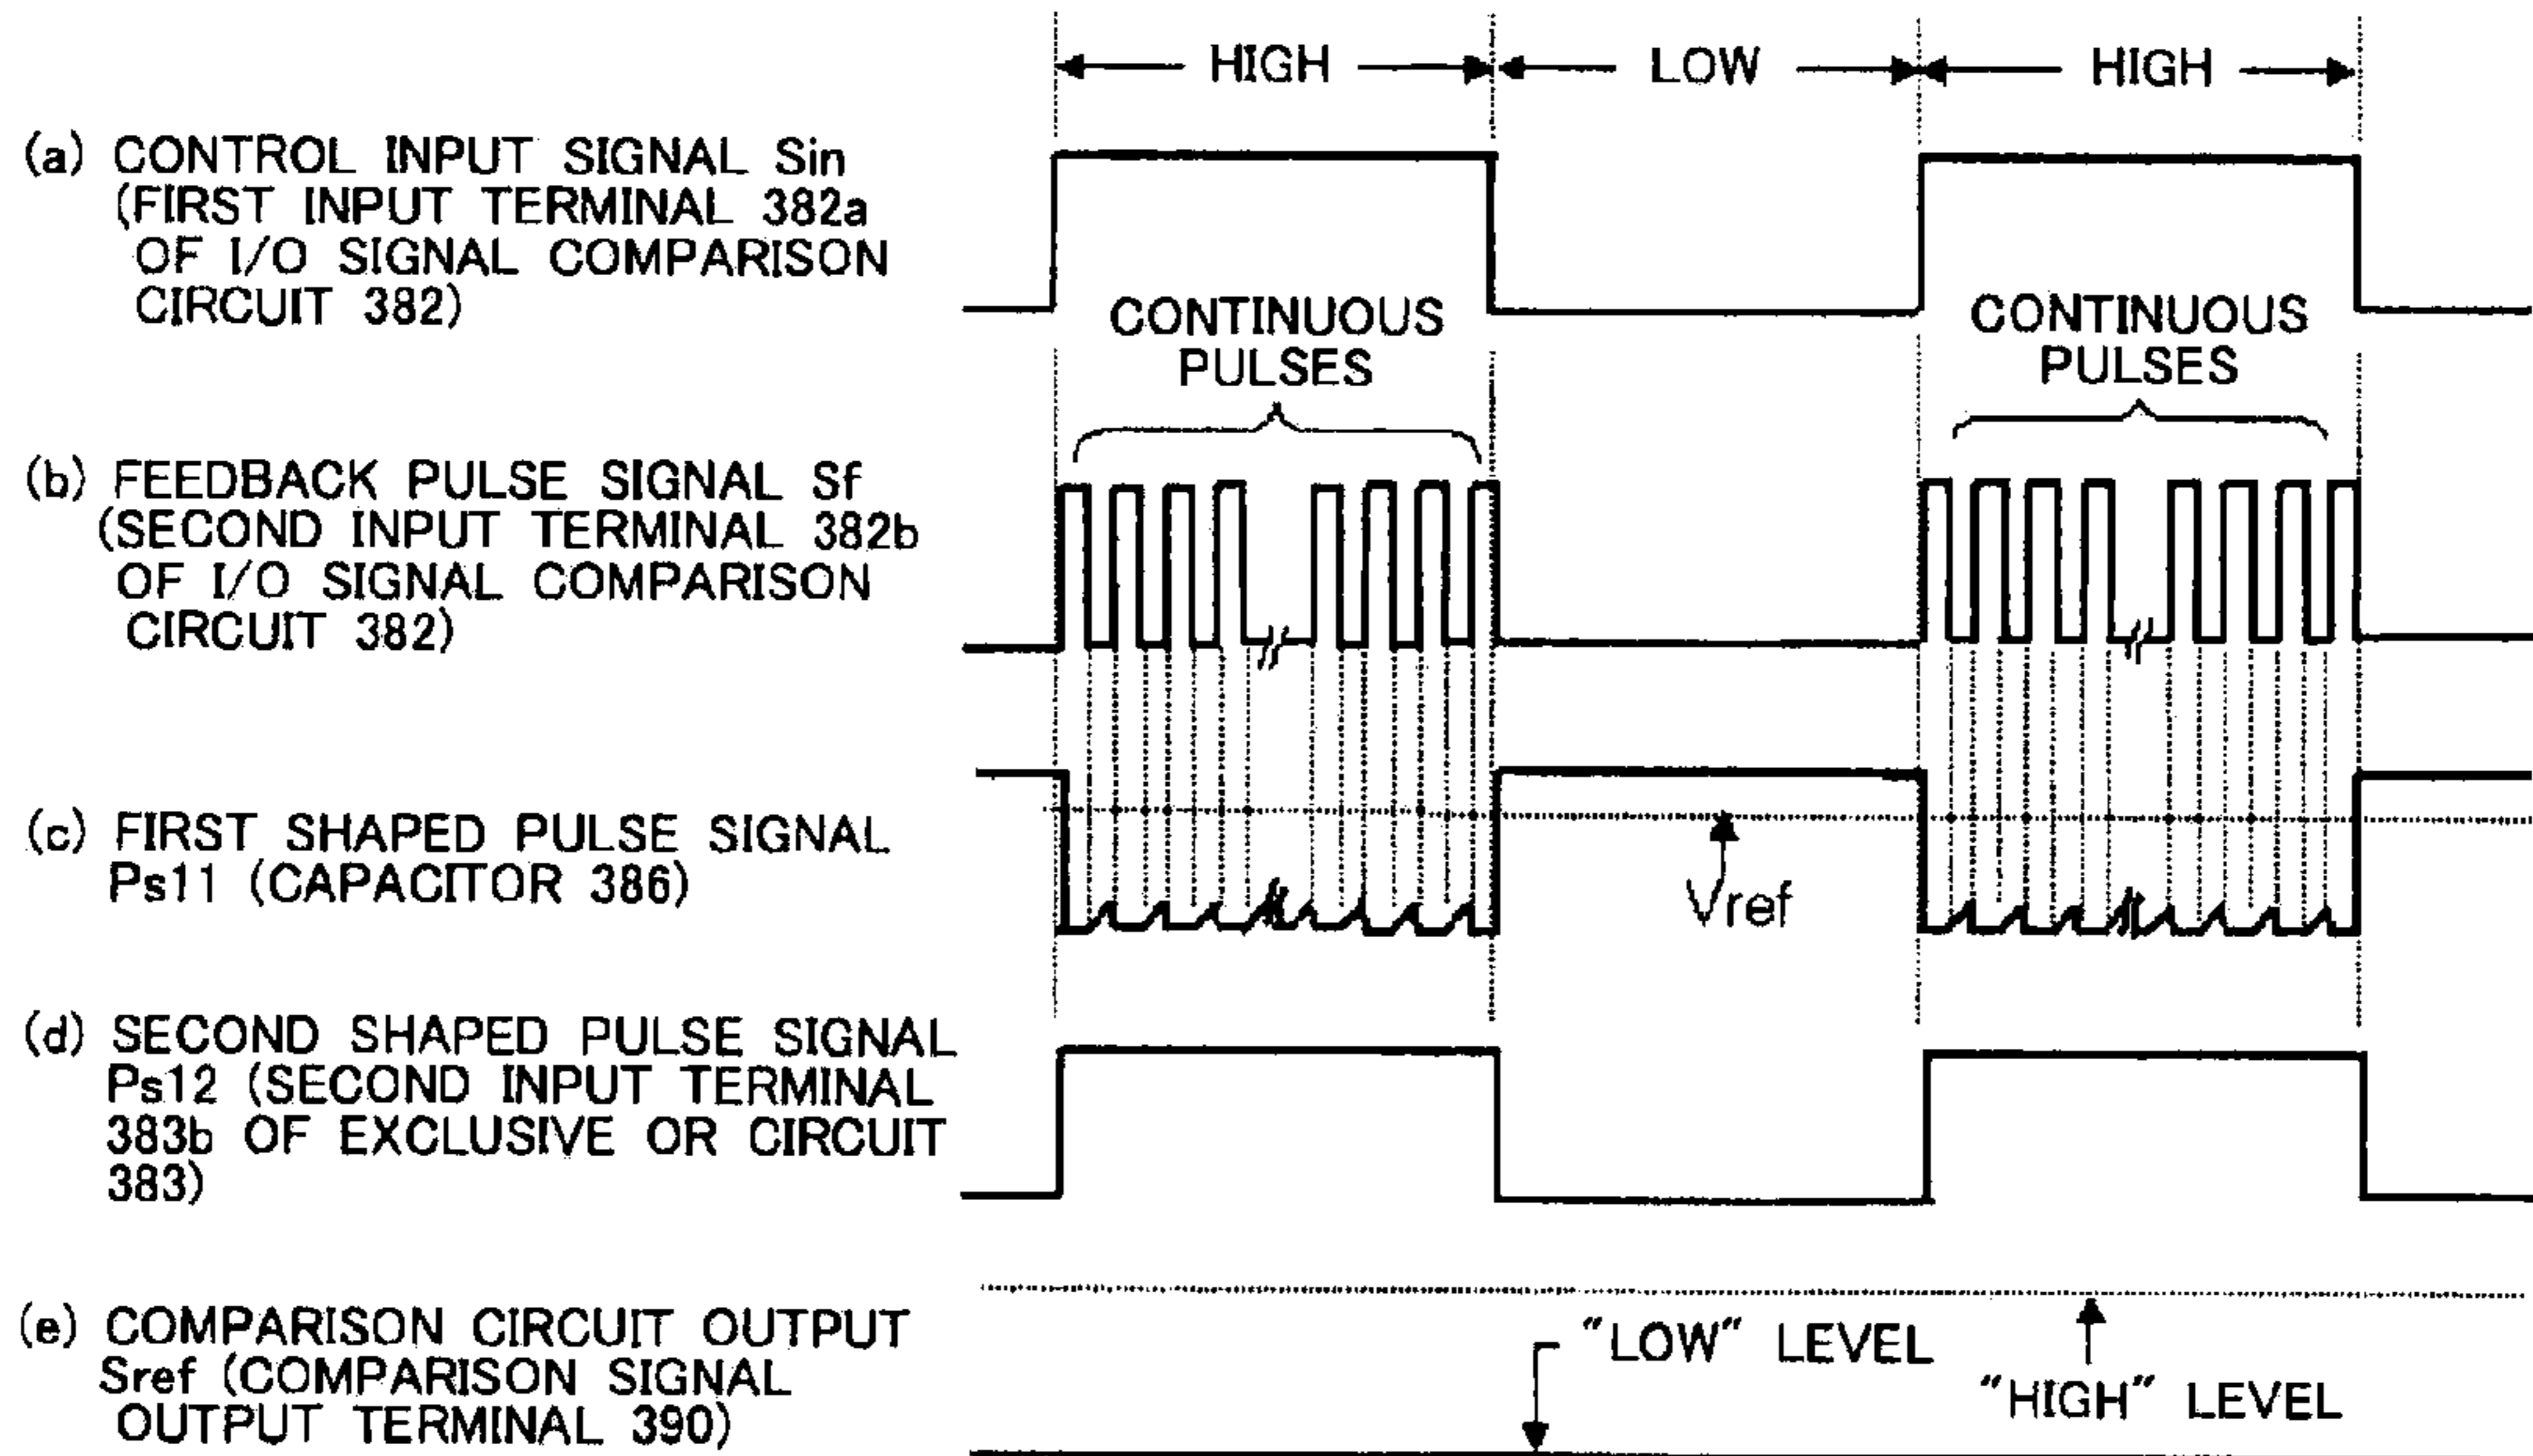 HIGH LOW HIGH
(a) CONTROL INPUT SIGNAL Sin
(FIRST INPUT TERMINAL 382a
OF I/O SIGNAL COMPARISON
CIRCUIT 382)
CONTINUOUS
PULSES
CONTINUOUS
PULSES
(b) FEEDBACK PULSE SIGNAL Sf
(SECOND INPUT TERMINAL 382b
OF I/O SIGNAL COMPARISON
CIRCUIT 382)
(c) FIRST SHAPED PULSE SIGNAL
Ps11 (CAPACITOR 386)
Vref
(d) SECOND SHAPED PULSE SIGNAL
Ps12 (SECOND INPUT TERMINAL
383b OF EXCLUSIVE OR CIRCUIT
383)
(e) COMPARISON CIRCUIT OUTPUT
Sref (COMPARISON SIGNAL
OUTPUT TERMINAL 390)
"LOW" LEVEL
"HIGH" LEVEL